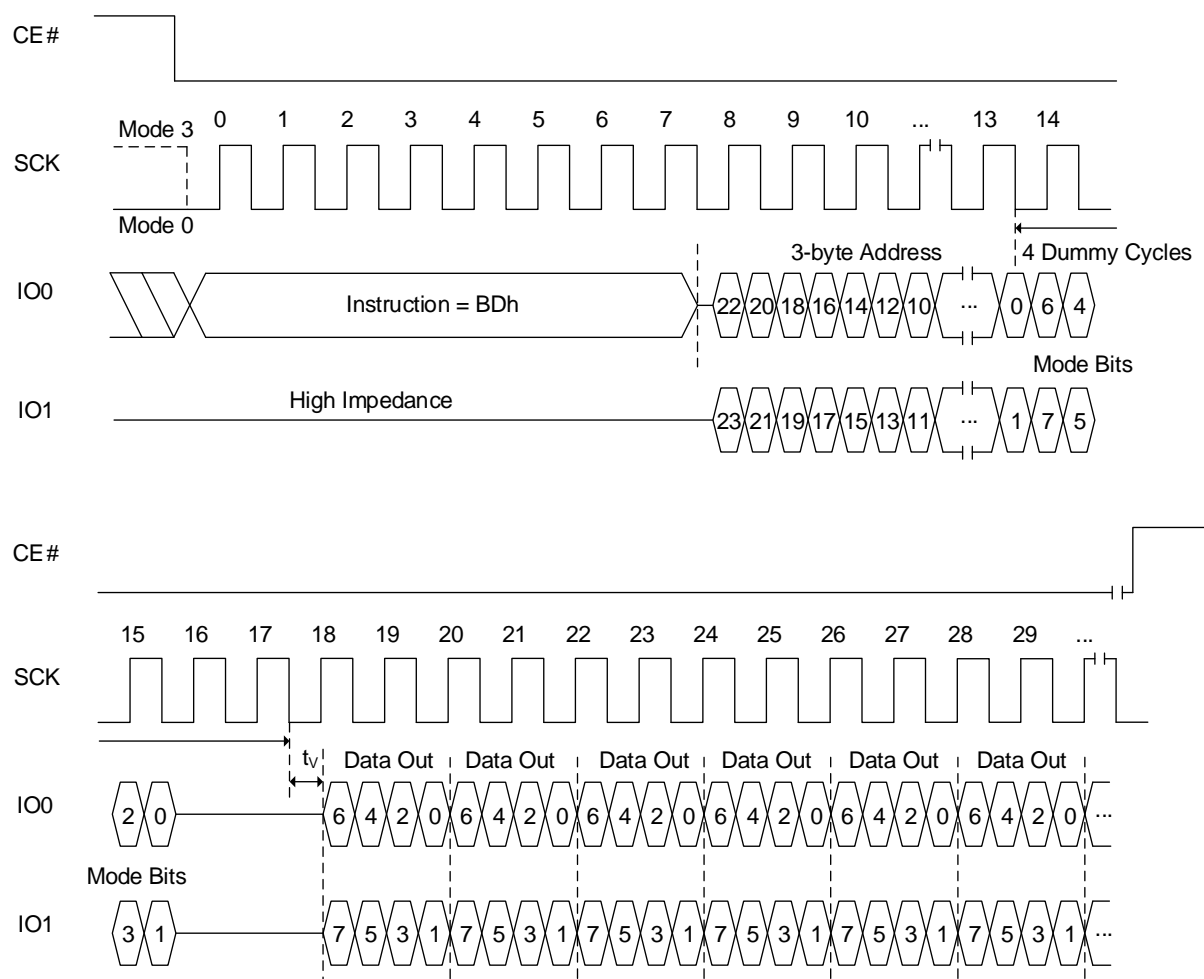 CE#
Mode 3
0 1 2 3 4 5 6 7 8 9 10 ... 13 14
SCK
Mode 0
3-byte Address
4 Dummy Cycles
IO0
Instruction = BDh
22 20 18 16 14 12 10 ... 0 6 4
Mode Bits
IO1
High Impedance
23 21 19 17 15 13 11 ... 1 7 5
CE#
15 16 17 18 19 20 21 22 23 24 25 26 27 28 29 ...
SCK
tV Data Out Data Out Data Out Data Out Data Out Data Out
IO0
2 0 6 4 2 0 6 4 2 0 6 4 2 0 6 4 2 0 6 4 2 0 6 4 2 0 ...
Mode Bits
IO1
3 1 7 5 3 1 7 5 3 1 7 5 3 1 7 5 3 1 7 5 3 1 7 5 3 1 ...